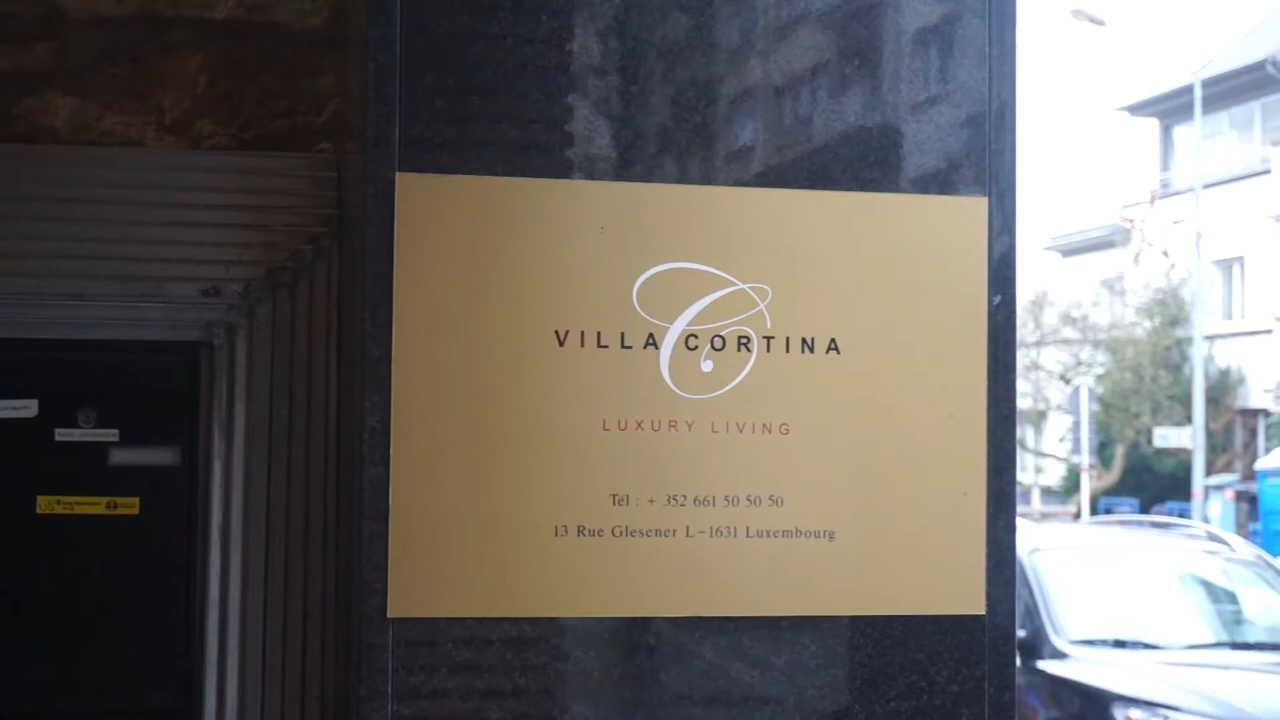 VILLA CORTINA
LUXURY LIVING
Tél : + 352 661 50 50 50
13 Rue Glesener L-1631 Luxembourg